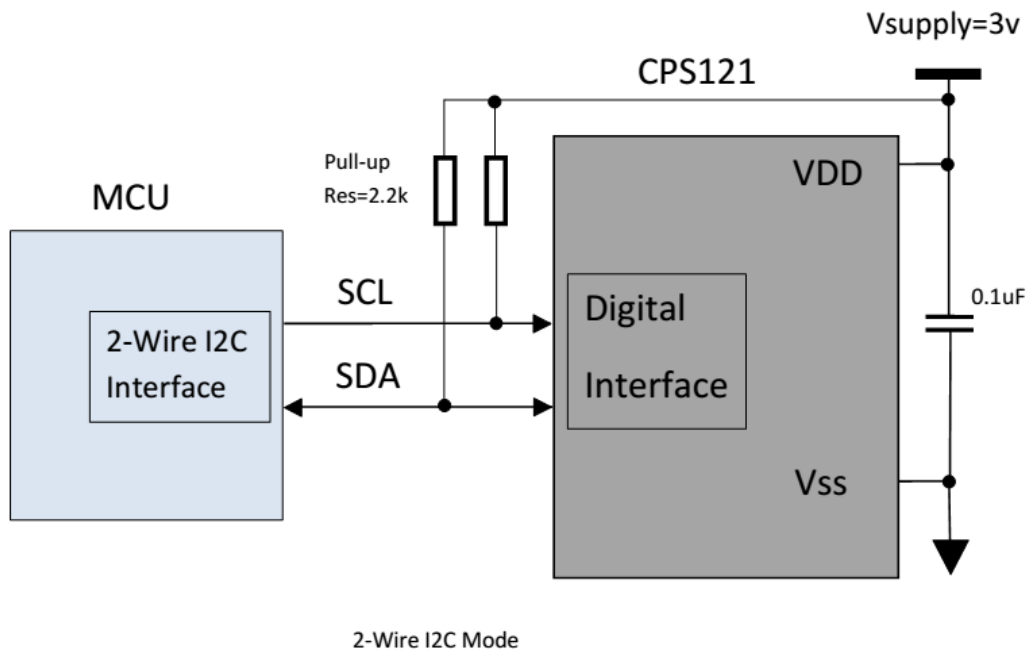 Vsupply=3v
CPS121
Pull-up
Res=2.2k
VDD
MCU
SCL
0.1uF
Digital
2-Wire I2C
Interface
SDA
Interface
Vss
2-Wire I2C Mode